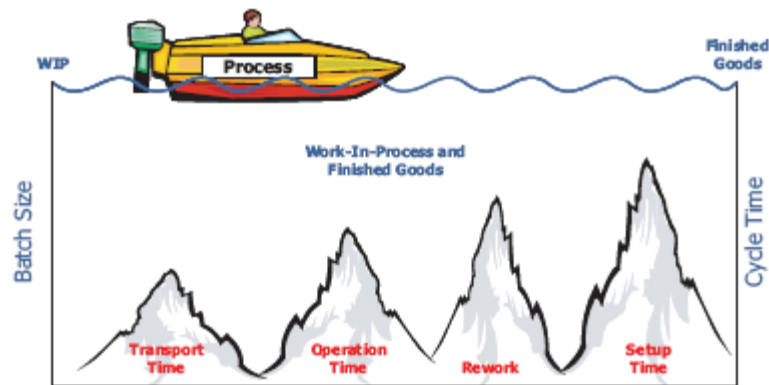 WIP
Process
Finished
Goods
Work-In-Process and
Finished Goods
Batch Size
Cycle Time
Transport
Time
Operation
Time
Rework
Setup
Time